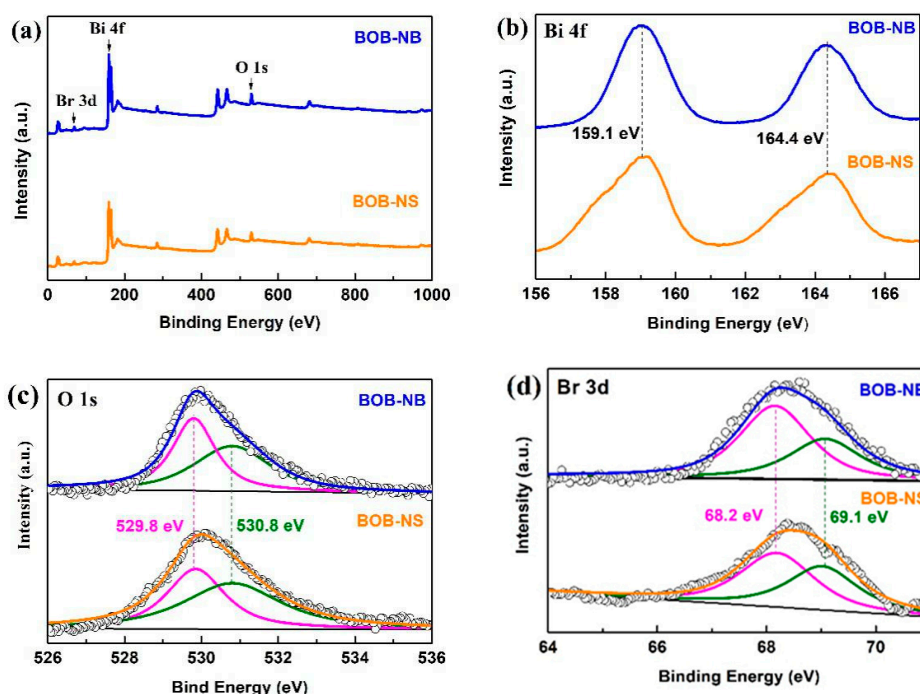 (a)
Bi 4f
BOB-NB
Br 3d
O 1s
BOB-NS
Intensity (a.u.)
0 200 400 600 800 1000
Binding Energy (eV)
(b)
Bi 4f
BOB-NB
159.1 eV
164.4 eV
BOB-NS
Intensity (a.u.)
156 158 160 162 164 166
Binding Energy (eV)
(c)
O 1s
BOB-NB
BOB-NS
529.8 eV
530.8 eV
Intensity (a.u.)
526 528 530 532 534 536
Bind Energy (eV)
(d)
Br 3d
BOB-NB
BOB-NS
68.2 eV
69.1 eV
Intensity (a.u.)
64 66 68 70
Binding Energy (eV)